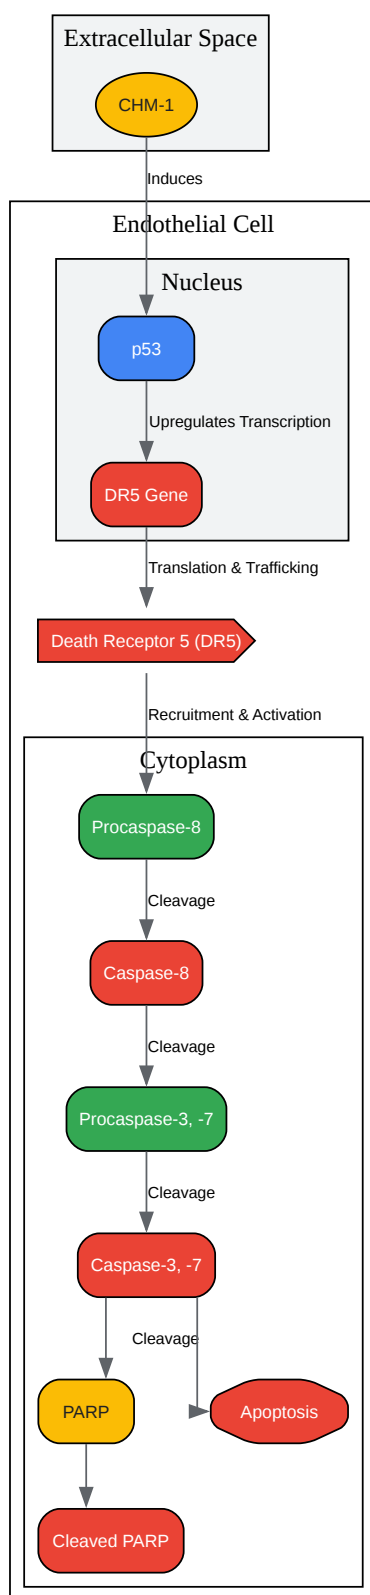 Extracellular Space
CHM-1
Induces
Endothelial Cell
Nucleus
p53
Upregulates Transcription
DR5 Gene
Translation & Trafficking
Death Receptor 5 (DR5)
Recruitment & Activation
Cytoplasm
Procaspase-8
Cleavage
Caspase-8
Cleavage
Procaspase-3, -7
Cleavage
Caspase-3, -7
Cleavage
PARP
Apoptosis
Cleaved PARP